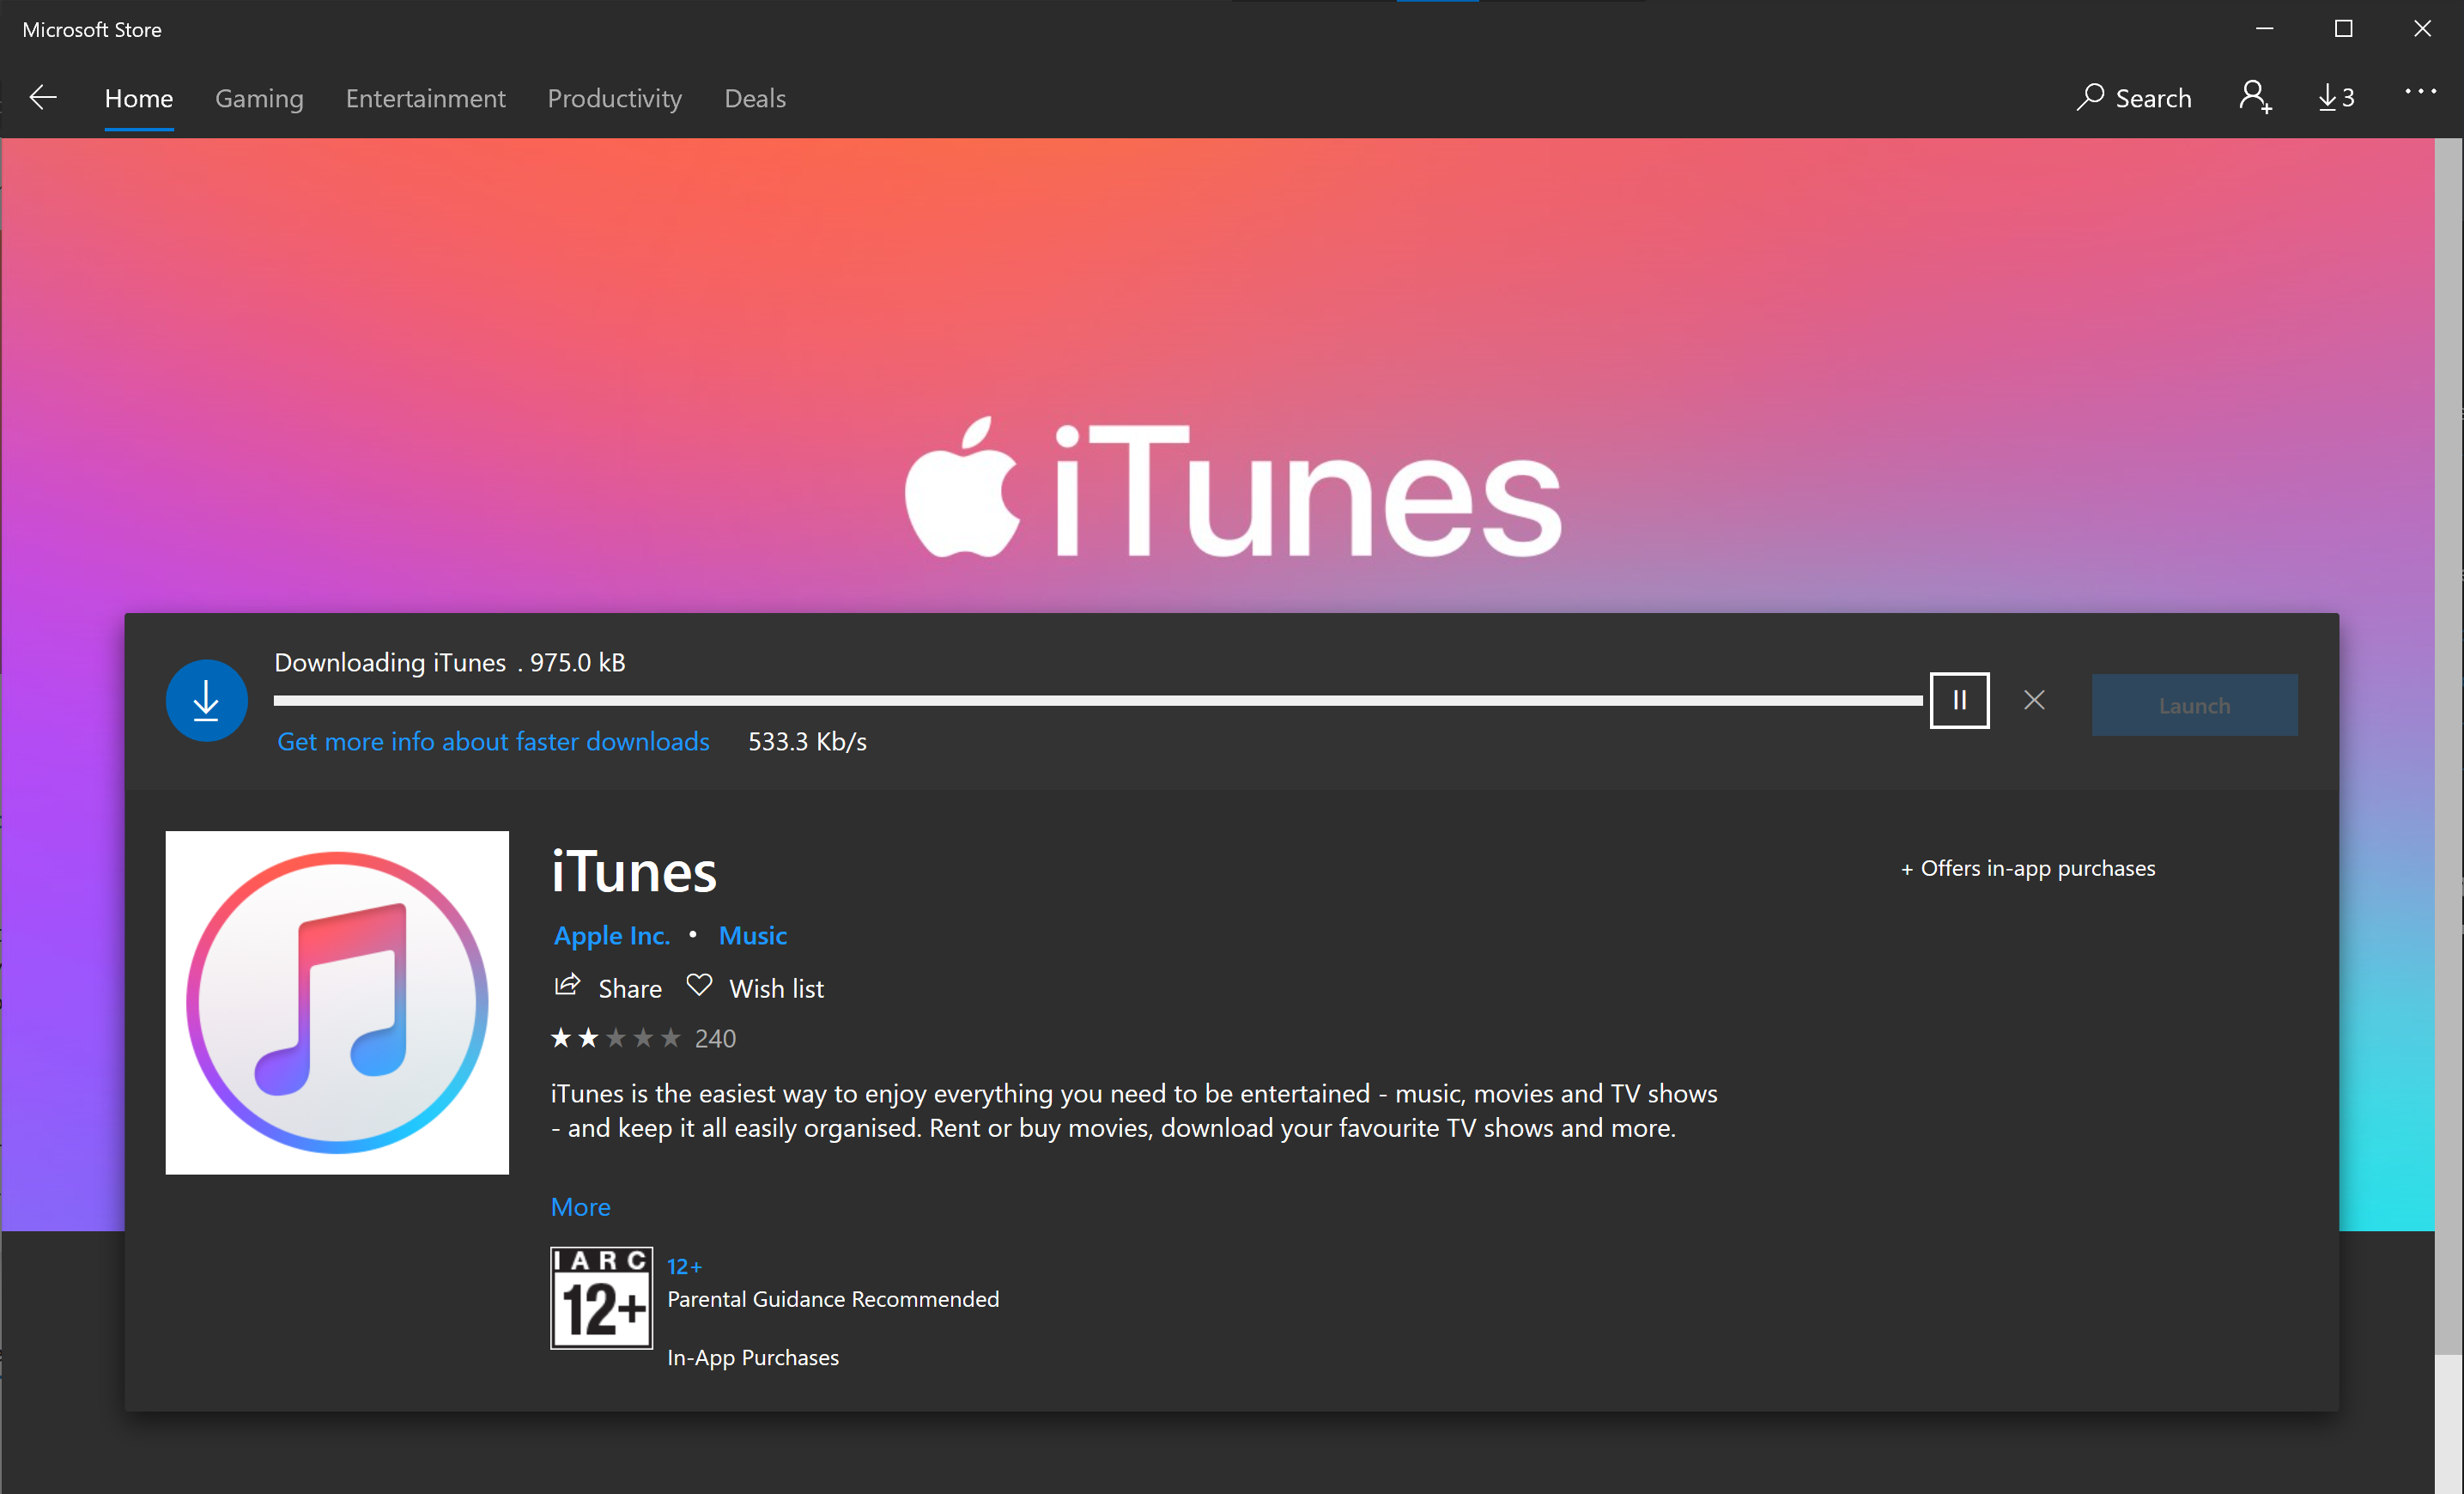 Microsoft Store
Home Gaming Entertainment Productivity Deals Search 3
iTunes
Downloading iTunes . 975.0 kB
Launch
Get more info about faster downloads 533.3 Kb/s
iTunes
+ Offers in-app purchases
Apple Inc. • Music
Share Wish list
240
iTunes is the easiest way to enjoy everything you need to be entertained - music, movies and TV shows
- and keep it all easily organised. Rent or buy movies, download your favourite TV shows and more.
More
IARC
12+
12+
Parental Guidance Recommended
In-App Purchases